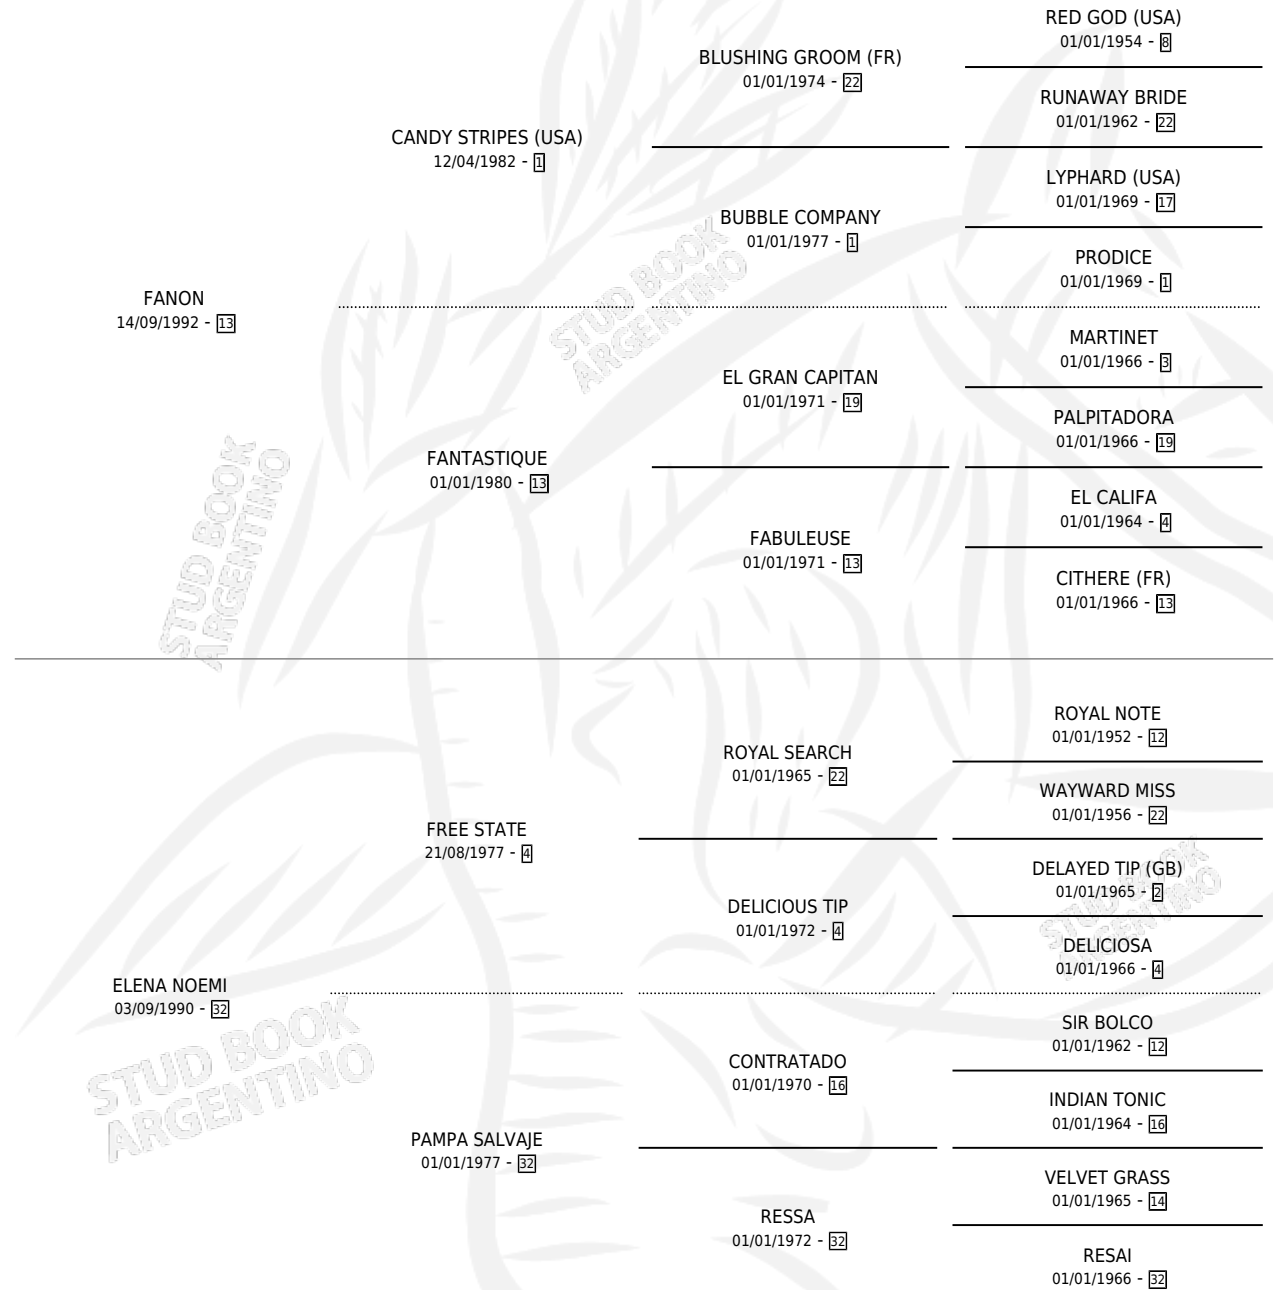 RED GOD (USA)
01/01/1954 - 8
BLUSHING GROOM (FR)
01/01/1974 - 22
RUNAWAY BRIDE
01/01/1962 - 22
CANDY STRIPES (USA)
12/04/1982 - 1
LYPHARD (USA)
01/01/1969 - 17
BUBBLE COMPANY
01/01/1977 - 1
PRODICE
01/01/1969 - 1
FANON
14/09/1992 - 13
MARTINET
01/01/1966 - 3
EL GRAN CAPITAN
01/01/1971 - 19
PALPITADORA
01/01/1966 - 19
FANTASTIQUE
01/01/1980 - 13
EL CALIFA
01/01/1964 - 4
FABULEUSE
01/01/1971 - 13
CITHERE (FR)
01/01/1966 - 13
STUD BOOK
ARGENTINO
STUD BOOK
ARGENTINO
ROYAL NOTE
01/01/1952 - 12
ROYAL SEARCH
01/01/1965 - 22
WAYWARD MISS
01/01/1956 - 22
FREE STATE
21/08/1977 - 4
DELAYED TIP (GB)
01/01/1965 - 2
DELICIOUS TIP
01/01/1972 - 4
DELICIOSA
01/01/1966 - 4
STUD BOOK
ARGENTINO
ELENA NOEMI
03/09/1990 - 32
SIR BOLCO
01/01/1962 - 12
CONTRATADO
01/01/1970 - 16
INDIAN TONIC
01/01/1964 - 16
STUD BOOK
ARGENTINO
PAMPA SALVAJE
01/01/1977 - 32
VELVET GRASS
01/01/1965 - 14
RESSA
01/01/1972 - 32
RESAI
01/01/1966 - 32